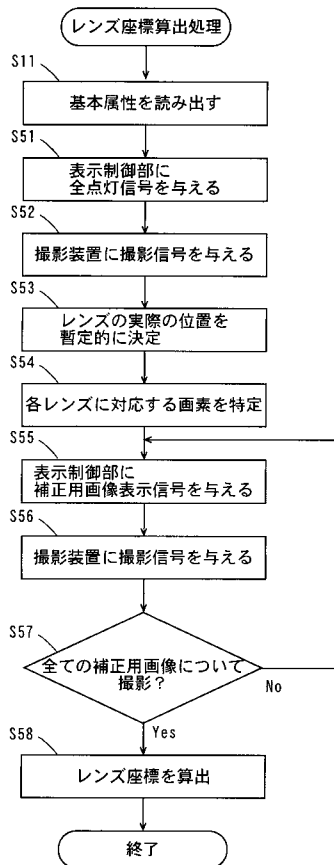 レンズ座標算出処理
S11
基本属性を読み出す
S51
表示制御部に
全点灯信号を与える
S52
撮影装置に撮影信号を与える
S53
レンズの実際の位置を
暫定的に決定
S54
各レンズに対応する画素を特定
S55
表示制御部に
補正用画像表示信号を与える
S56
撮影装置に撮影信号を与える
S57
全ての補正用画像について
撮影?
No
Yes
S58
レンズ座標を算出
終了